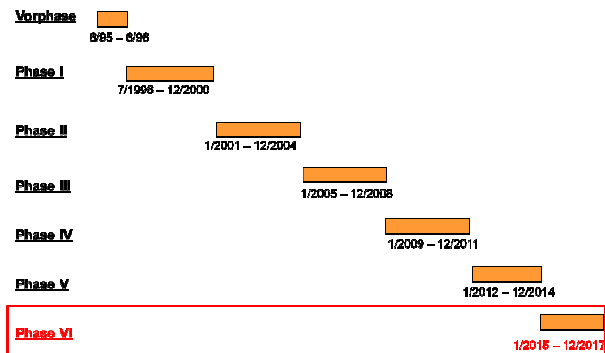 Vorphase
6/95 – 6/96
Phase I
7/1996 – 12/2000
Phase II
1/2001 – 12/2004
Phase III
1/2005 – 12/2008
Phase IV
1/2009 – 12/2011
Phase V
1/2012 – 12/2014
Phase VI
1/2015 – 12/2017